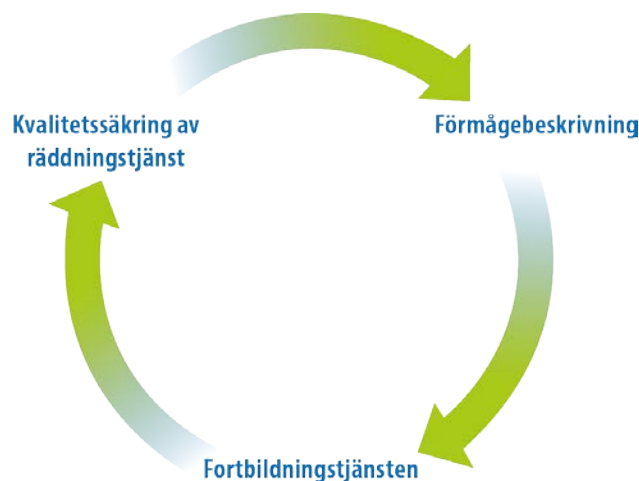 Kvalitetssäkring av
räddningstjänst
Förmågebeskrivning
Fortbildningstjänsten